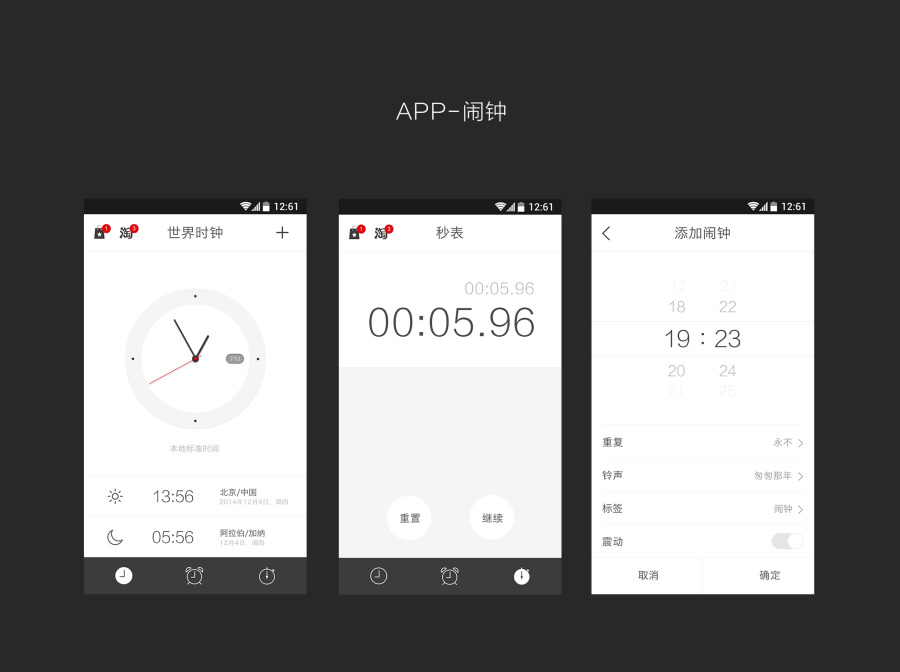 APP-闹钟
12:61
1
淘
3
世界时钟
PM
本地标准时间
13:56
北京/中国
2014年12月4日，周四
05:56
阿拉伯/加纳
12月4日，周四
12:61
1
淘
3
秒表
00:05.96
00:05.96
重置
继续
12:61
添加闹钟
17 21
18 22
19 : 23
20 24
21 25
重复 永不
铃声 匆匆那年
标签 闹钟
震动
取消 确定